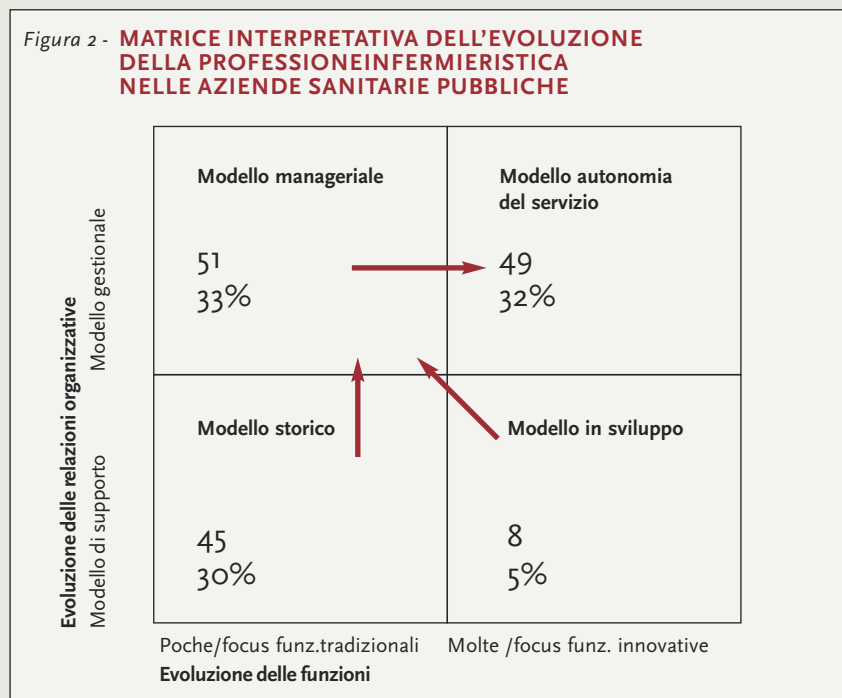 Figura 2 - MATRICE INTERPRETATIVA DELL'EVOLUZIONE
DELLA PROFESSIONEINFERMIERISTICA
NELLE AZIENDE SANITARIE PUBBLICHE
Evoluzione delle relazioni organizzative
Modello gestionale
Modello di supporto
Modello manageriale
51
33%
Modello autonomia
del servizio
49
32%
Modello storico
45
30%
Modello in sviluppo
8
5%
Poche/focus funz.tradizionali
Molte /focus funz. innovative
Evoluzione delle funzioni